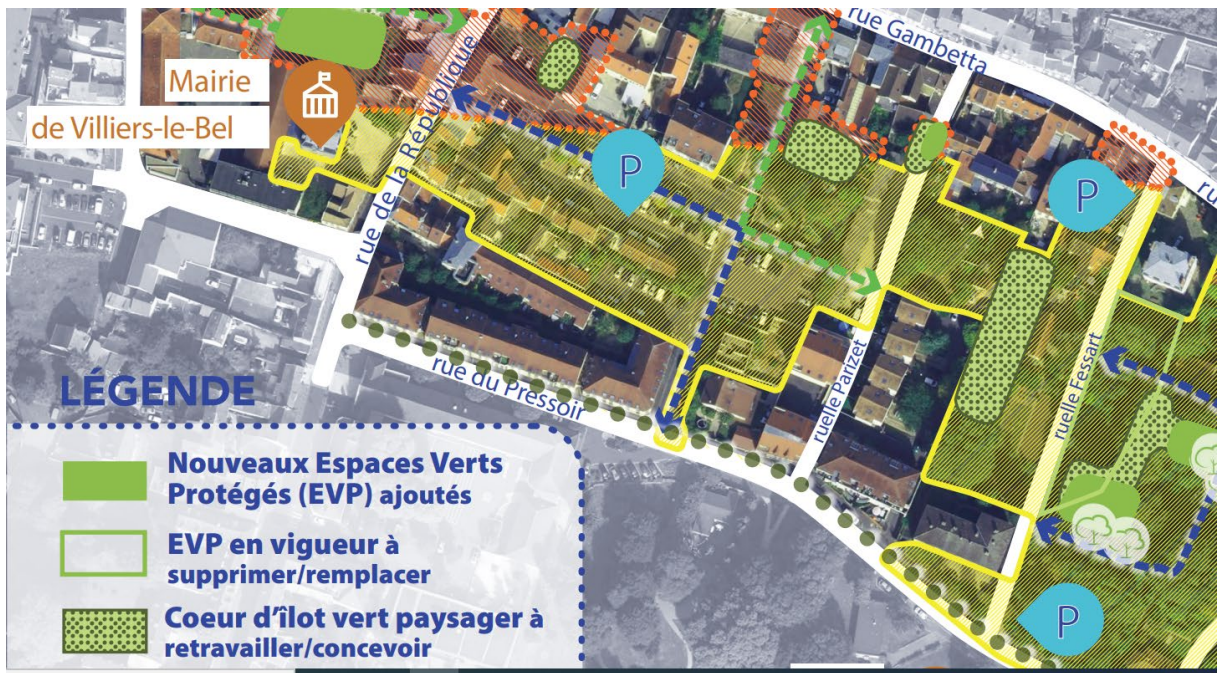 rue Gambetta
Mairie
de Villiers-le-Bel
rue de la République
P
P
ru
rue du Pressoir
ruelle Parizet
ruelle Fessart
P
LÉGENDE
Nouveaux Espaces Verts
Protégés (EVP) ajoutés
EVP en vigueur à
supprimer/remplacer
Coeur d'îlot vert paysager à
retravailler/concevoir